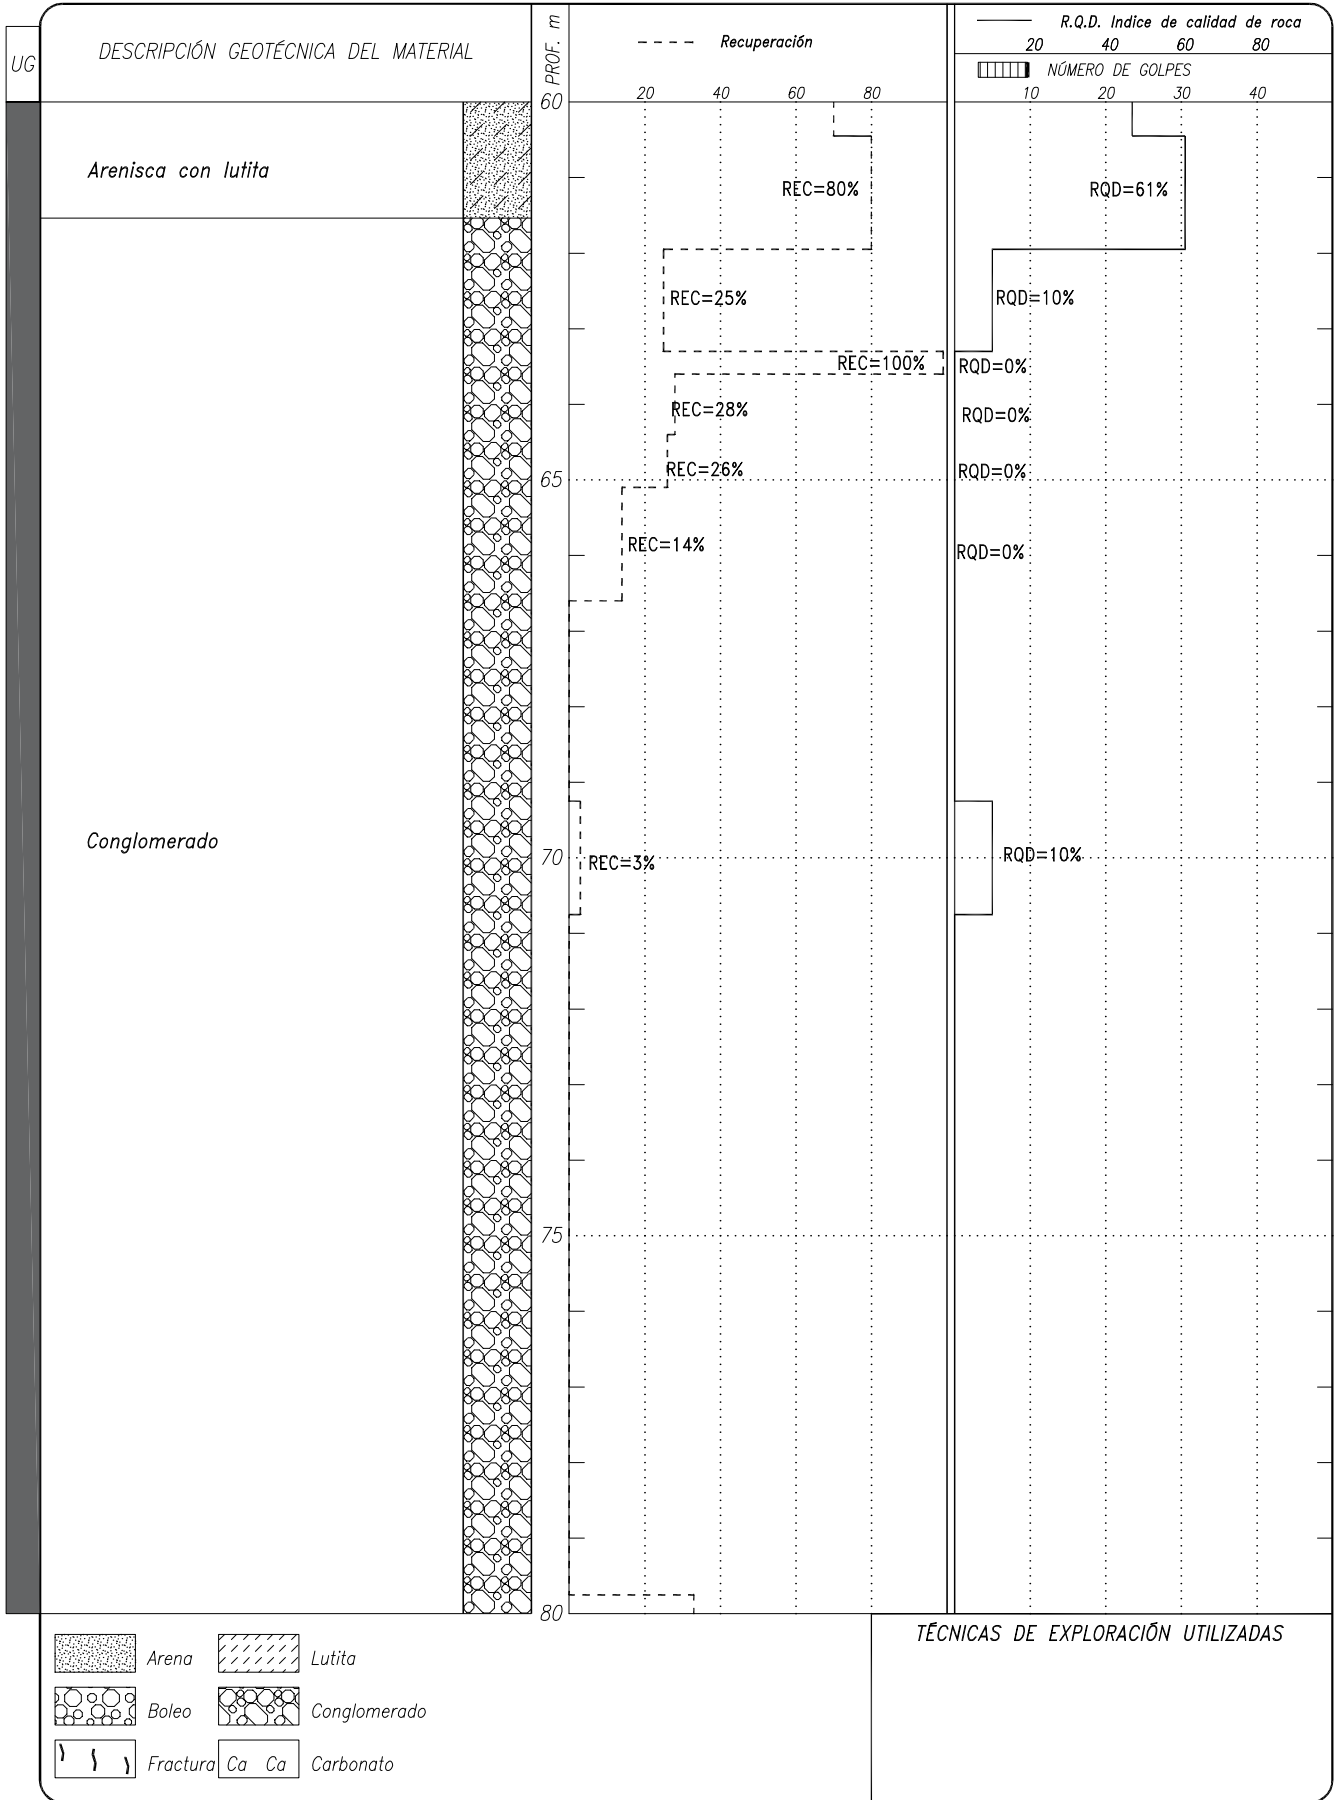 UG
DESCRIPCIÓN GEOTÉCNICA DEL MATERIAL
PROF. m
Recuperación
R.Q.D. Indice de calidad de roca
20 40 60 80
NÚMERO DE GOLPES
20 40 60 80
10 20 30 40
60
Arenisca con lutita
REC=80%
RQD=61%
REC=25%
RQD=10%
REC=100%
RQD=0%
REC=28%
RQD=0%
REC=26%
RQD=0%
65
REC=14%
RQD=0%
Conglomerado
70
REC=3%
RQD=10%
75
80
Arena
Lutita
Boleo
Conglomerado
Fractura
Ca Ca
Carbonato
TÉCNICAS DE EXPLORACIÓN UTILIZADAS